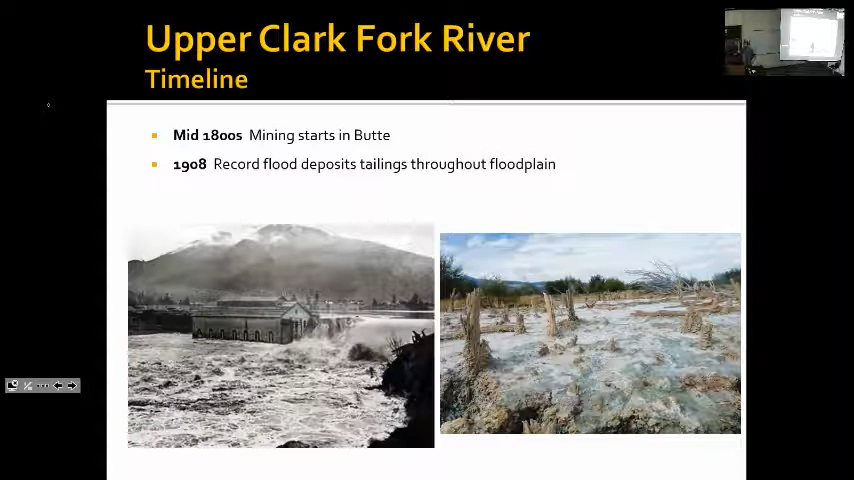 Upper Clark Fork River
Timeline
Mid 1800s Mining starts in Butte
1908 Record flood deposits tailings throughout floodplain